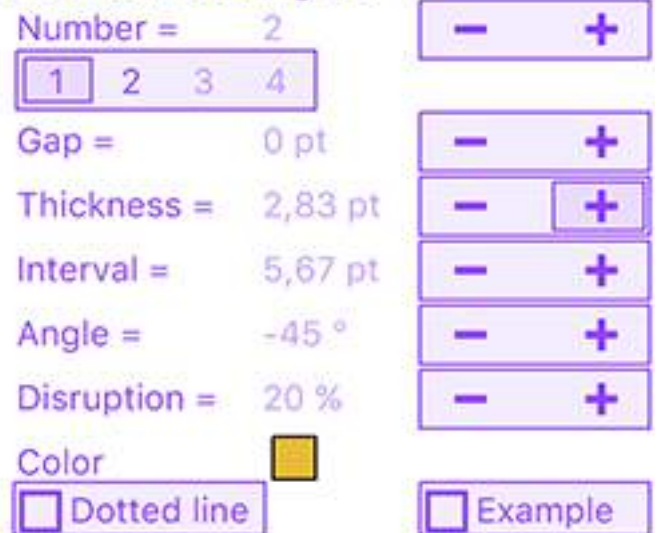 Number = 2 − +
1 2 3 4
Gap = 0 pt − +
Thickness = 2,83 pt − +
Interval = 5,67 pt − +
Angle = -45 ° − +
Disruption = 20 % − +
Color
Dotted line Example